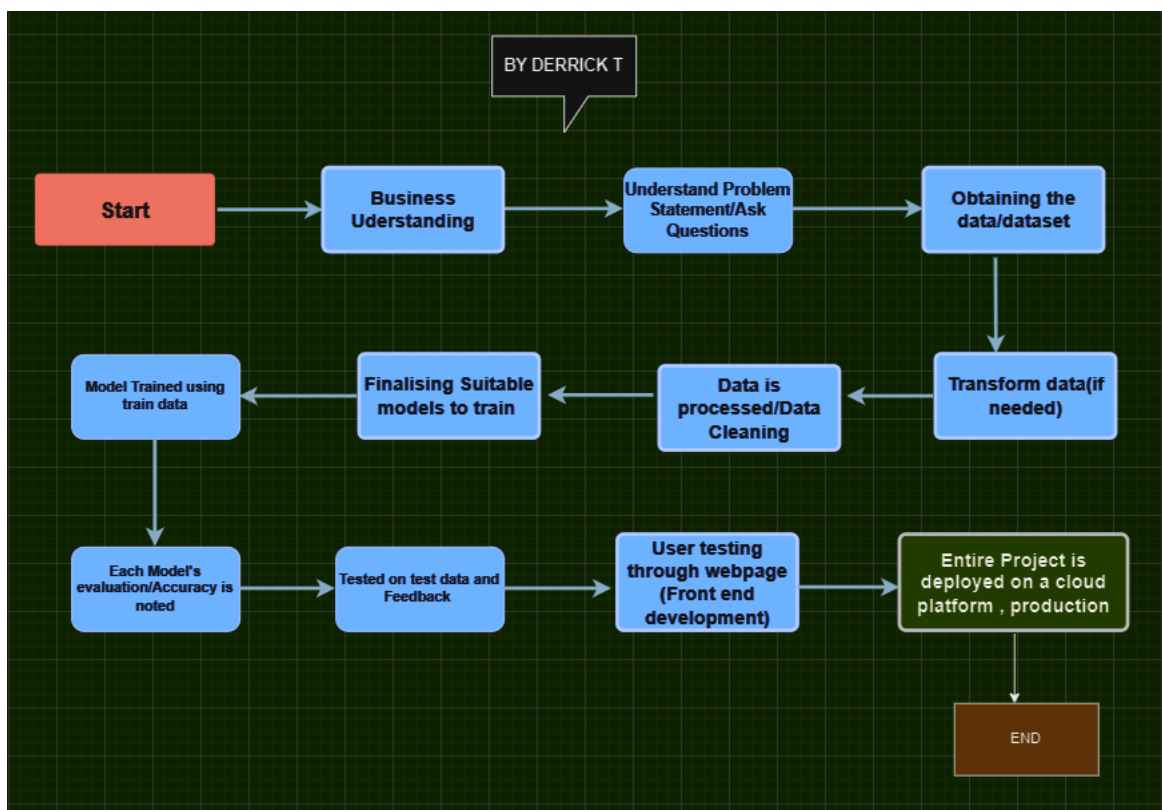 BY DERRICK T
Start
Business
Uderstanding
Understand Problem
Statement/Ask
Questions
Obtaining the
data/dataset
Model Trained using
train data
Finalising Suitable
models to train
Data is
processed/Data
Cleaning
Transform data(if
needed)
Each Model's
evaluation/Accuracy is
noted
Tested on test data and
Feedback
User testing
through webpage
(Front end
development)
Entire Project is
deployed on a cloud
platform , production
END